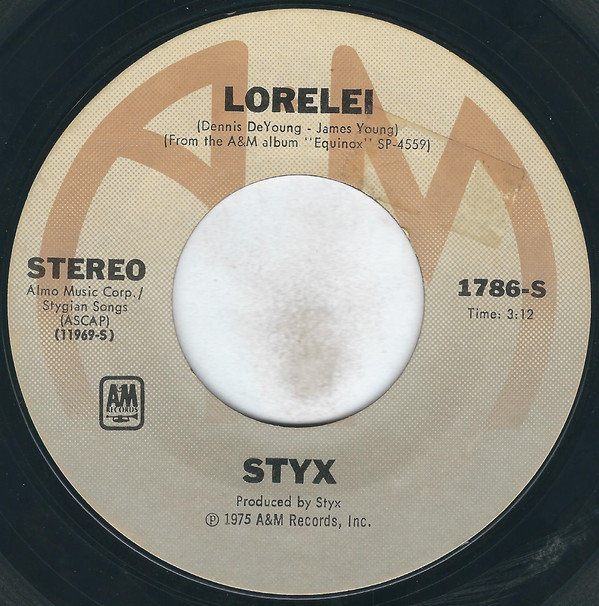 LORELEI
(Dennis DeYoung - James Young)
(From the A&M album "Equinox" SP-4559)
STEREO
Almo Music Corp./
Stygian Songs
(ASCAP)
(11969-S)
1786-S
Time: 3:12
A&M
RECORDS
STYX
Produced by Styx
℗ 1975 A&M Records, Inc.